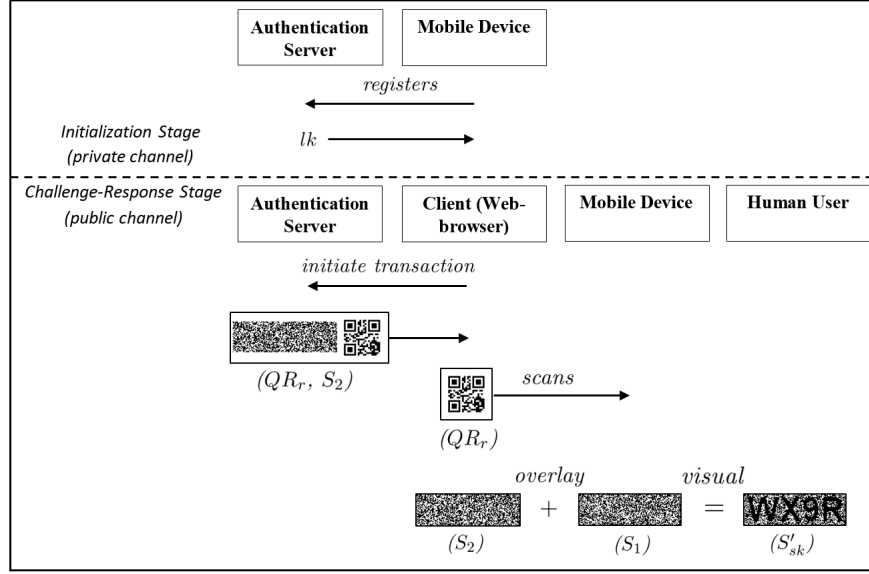 Authentication Server
Mobile Device
registers
Initialization Stage
(private channel)
lk
Challenge-Response Stage
(public channel)
Authentication Server
Client (Web-browser)
Mobile Device
Human User
initiate transaction
(QR_r, S_2)
scans
(QR_r)
overlay
visual
+
=
WX9R
(S_2)
(S_1)
(S'_sk)